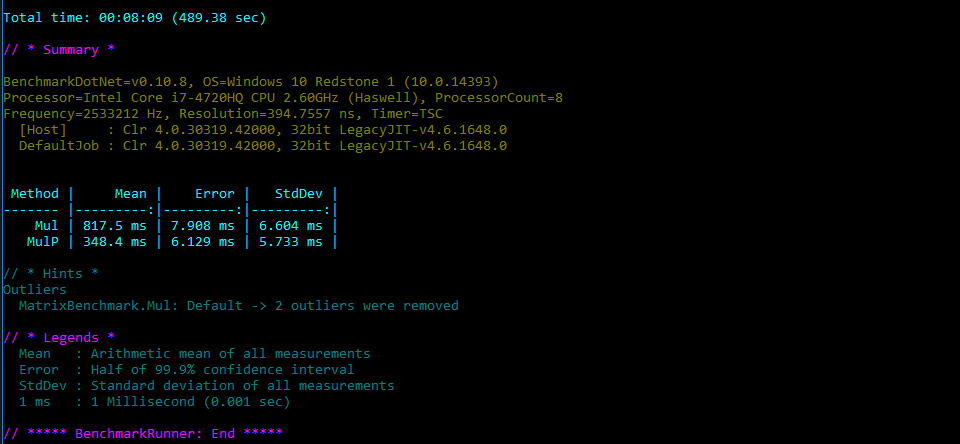 Total time: 00:08:09 (489.38 sec)
// * Summary *
BenchmarkDotNet=v0.10.8, OS=Windows 10 Redstone 1 (10.0.14393)
Processor=Intel Core i7-4720HQ CPU 2.60GHz (Haswell), ProcessorCount=8
Frequency=2533212 Hz, Resolution=394.7557 ns, Timer=TSC
  [Host]     : Clr 4.0.30319.42000, 32bit LegacyJIT-v4.6.1648.0
  DefaultJob : Clr 4.0.30319.42000, 32bit LegacyJIT-v4.6.1648.0
 Method |     Mean |    Error |   StdDev |
------- |---------:|---------:|---------:|
    Mul | 817.5 ms | 7.908 ms | 6.604 ms |
   MulP | 348.4 ms | 6.129 ms | 5.733 ms |
// * Hints *
Outliers
  MatrixBenchmark.Mul: Default -> 2 outliers were removed
// * Legends *
  Mean   : Arithmetic mean of all measurements
  Error  : Half of 99.9% confidence interval
  StdDev : Standard deviation of all measurements
  1 ms   : 1 Millisecond (0.001 sec)
// ***** BenchmarkRunner: End *****